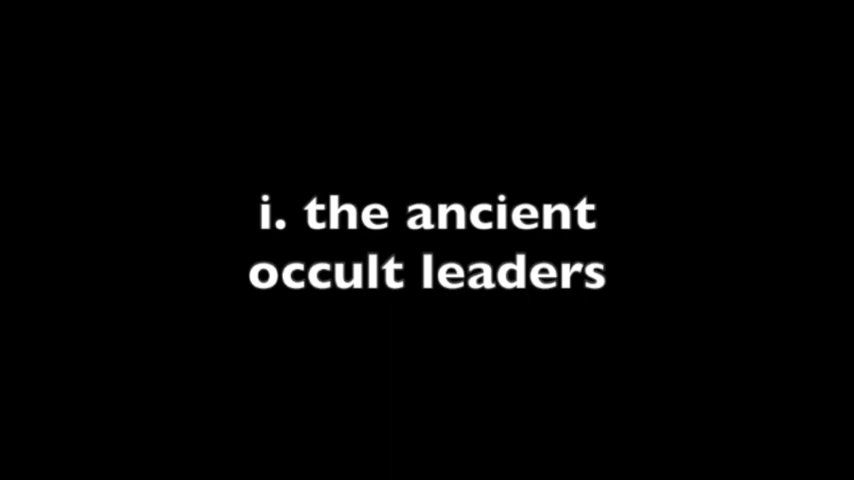 i. the ancient
occult leaders